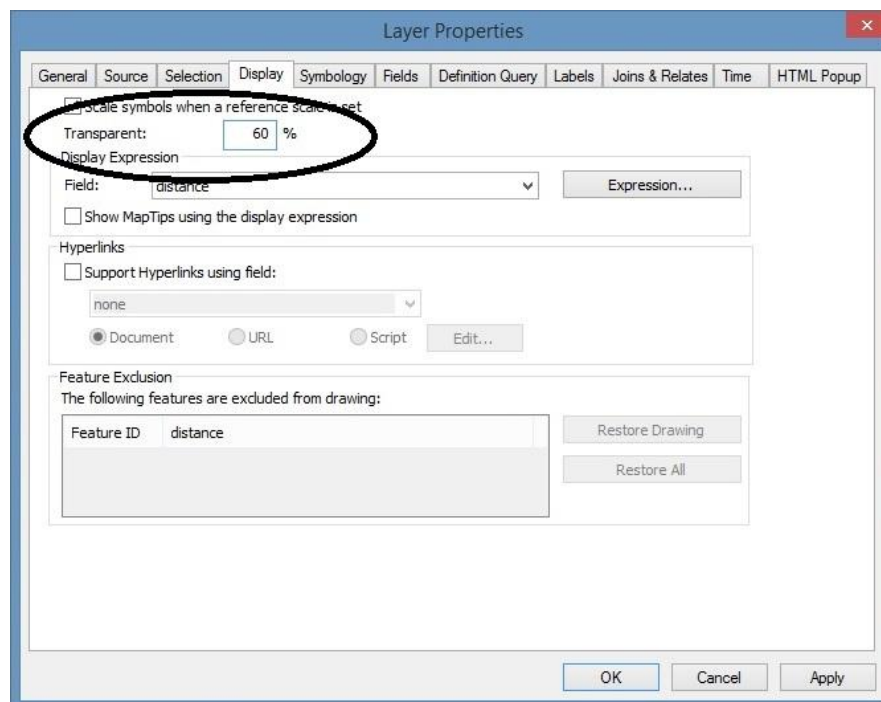 Layer Properties
General Source Selection Display Symbology Fields Definition Query Labels Joins & Relates Time HTML Popup
Scale symbols when a reference scale is set
Transparent: 60 %
Display Expression
Field: distance Expression...
Show MapTips using the display expression
Hyperlinks
Support Hyperlinks using field:
none
Document URL Script Edit...
Feature Exclusion
The following features are excluded from drawing:
Feature ID distance
Restore Drawing
Restore All
OK Cancel Apply